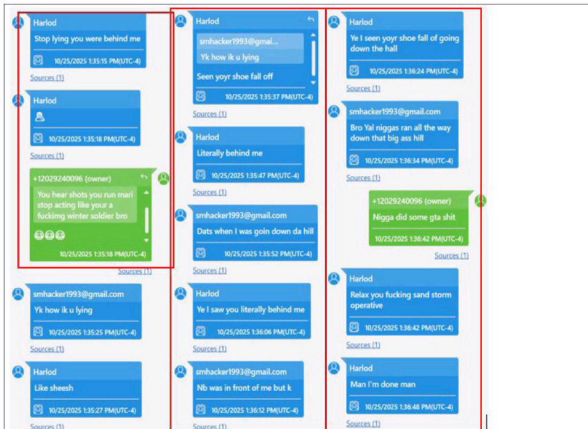 Harlod
Stop lying you were behind me
10/25/2025 1:35:15 PM(UTC-4)
Sources (1)
Harlod
10/25/2025 1:35:18 PM(UTC-4)
Sources (1)
+12029240096 (owner)
You hear shots you run mari
stop acting like your a
fucking winter soldier bro
10/25/2025 1:35:18 PM(UTC-4)
Sources (1)
smhacker1993@gmail.com
Yk how ik u lying
10/25/2025 1:35:25 PM(UTC-4)
Sources (1)
Harlod
Like sheesh
10/25/2025 1:35:27 PM(UTC-4)
Sources (1)
Harlod
smhacker1993@gmai...
Yk how ik u lying
Seen yoyr shoe fall off
10/25/2025 1:35:37 PM(UTC-4)
Sources (1)
Harlod
Literally behind me
10/25/2025 1:35:47 PM(UTC-4)
Sources (1)
smhacker1993@gmail.com
Dats when I was goin down da hill
10/25/2025 1:35:52 PM(UTC-4)
Sources (1)
Harlod
Ye I saw you literally behind me
10/25/2025 1:36:06 PM(UTC-4)
Sources (1)
smhacker1993@gmail.com
Nb was in front of me but k
10/25/2025 1:36:12 PM(UTC-4)
Sources (1)
Harlod
Ye I seen yoyr shoe fall of going
down the hall
10/25/2025 1:36:24 PM(UTC-4)
Sources (1)
smhacker1993@gmail.com
Bro Yal niggas ran all the way
down that big ass hill
10/25/2025 1:36:34 PM(UTC-4)
Sources (1)
+12029240096 (owner)
Nigga did some gta shit
10/25/2025 1:36:42 PM(UTC-4)
Sources (1)
Harlod
Relax you fucking sand storm
operative
10/25/2025 1:36:42 PM(UTC-4)
Sources (1)
Harlod
Man I'm done man
10/25/2025 1:36:48 PM(UTC-4)
Sources (1)